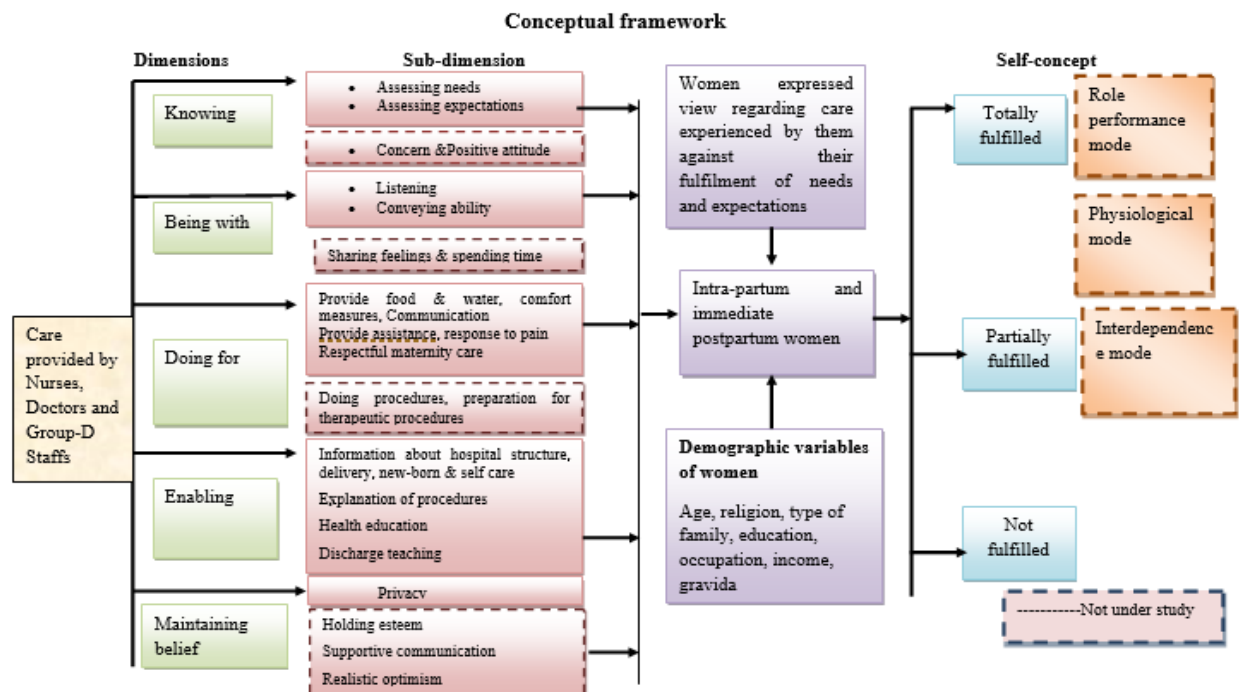 Conceptual framework
Dimensions
Sub-dimension
Self-concept
Care
provided by
Nurses,
Doctors and
Group-D
Staffs
Knowing
• Assessing needs
• Assessing expectations
• Concern &Positive attitude
Being with
• Listening
• Conveying ability
Sharing feelings & spending time
Doing for
Provide food & water, comfort
measures, Communication
Provide assistance, response to pain
Respectful maternity care
Doing procedures, preparation for
therapeutic procedures
Enabling
Information about hospital structure,
delivery, new-born & self care
Explanation of procedures
Health education
Discharge teaching
Maintaining
belief
Privacy
Holding esteem
Supportive communication
Realistic optimism
Women expressed
view regarding care
experienced by them
against their
fulfilment of needs
and expectations
Intra-partum and
immediate
postpartum women
Demographic variables
of women
Age, religion, type of
family, education,
occupation, income,
gravida
Totally
fulfilled
Role
performance
mode
Physiological
mode
Partially
fulfilled
Interdependenc
e mode
Not
fulfilled
-----------Not under study